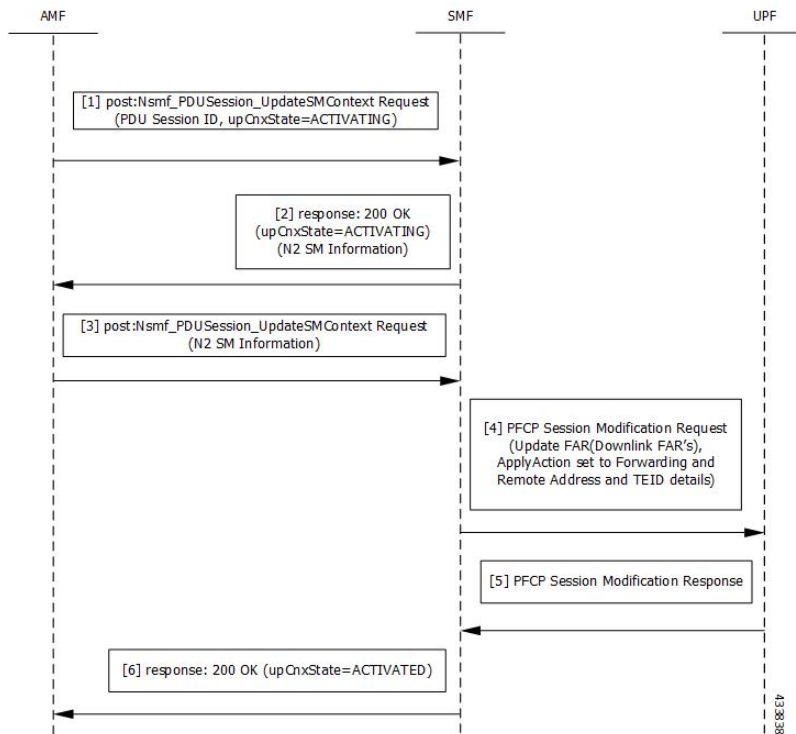 AMF
SMF
UPF
[1] post:Nsmf_PDUSession_UpdateSMContext Request
(PDU Session ID, upCnxState=ACTIVATING)
[2] response: 200 OK
(upCnxState=ACTIVATING)
(N2 SM Information)
[3] post:Nsmf_PDUSession_UpdateSMContext Request
(N2 SM Information)
[4] PFCP Session Modification Request
(Update FAR(Downlink FAR's),
ApplyAction set to Forwarding and
Remote Address and TEID details)
[5] PFCP Session Modification Response
[6] response: 200 OK (upCnxState=ACTIVATED)
433838